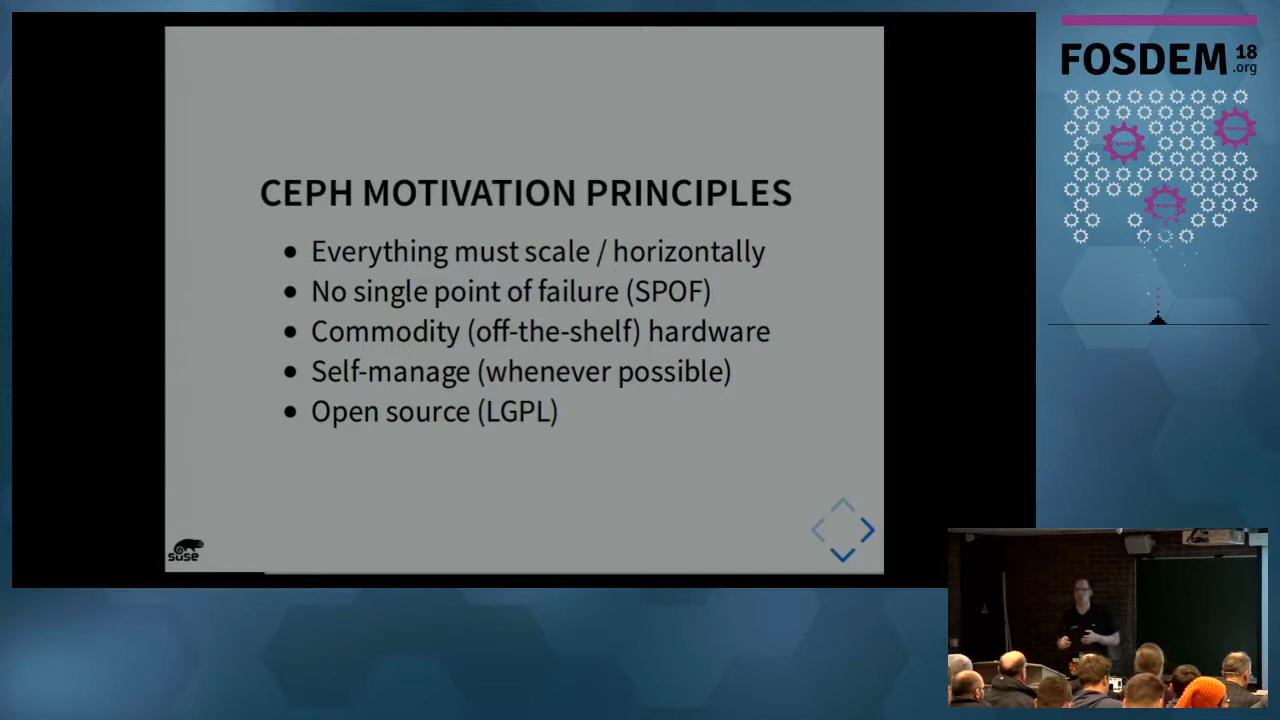 CEPH MOTIVATION PRINCIPLES
• Everything must scale / horizontally
• No single point of failure (SPOF)
• Commodity (off-the-shelf) hardware
• Self-manage (whenever possible)
• Open source (LGPL)
SUSE
FOSDEM 18
.org